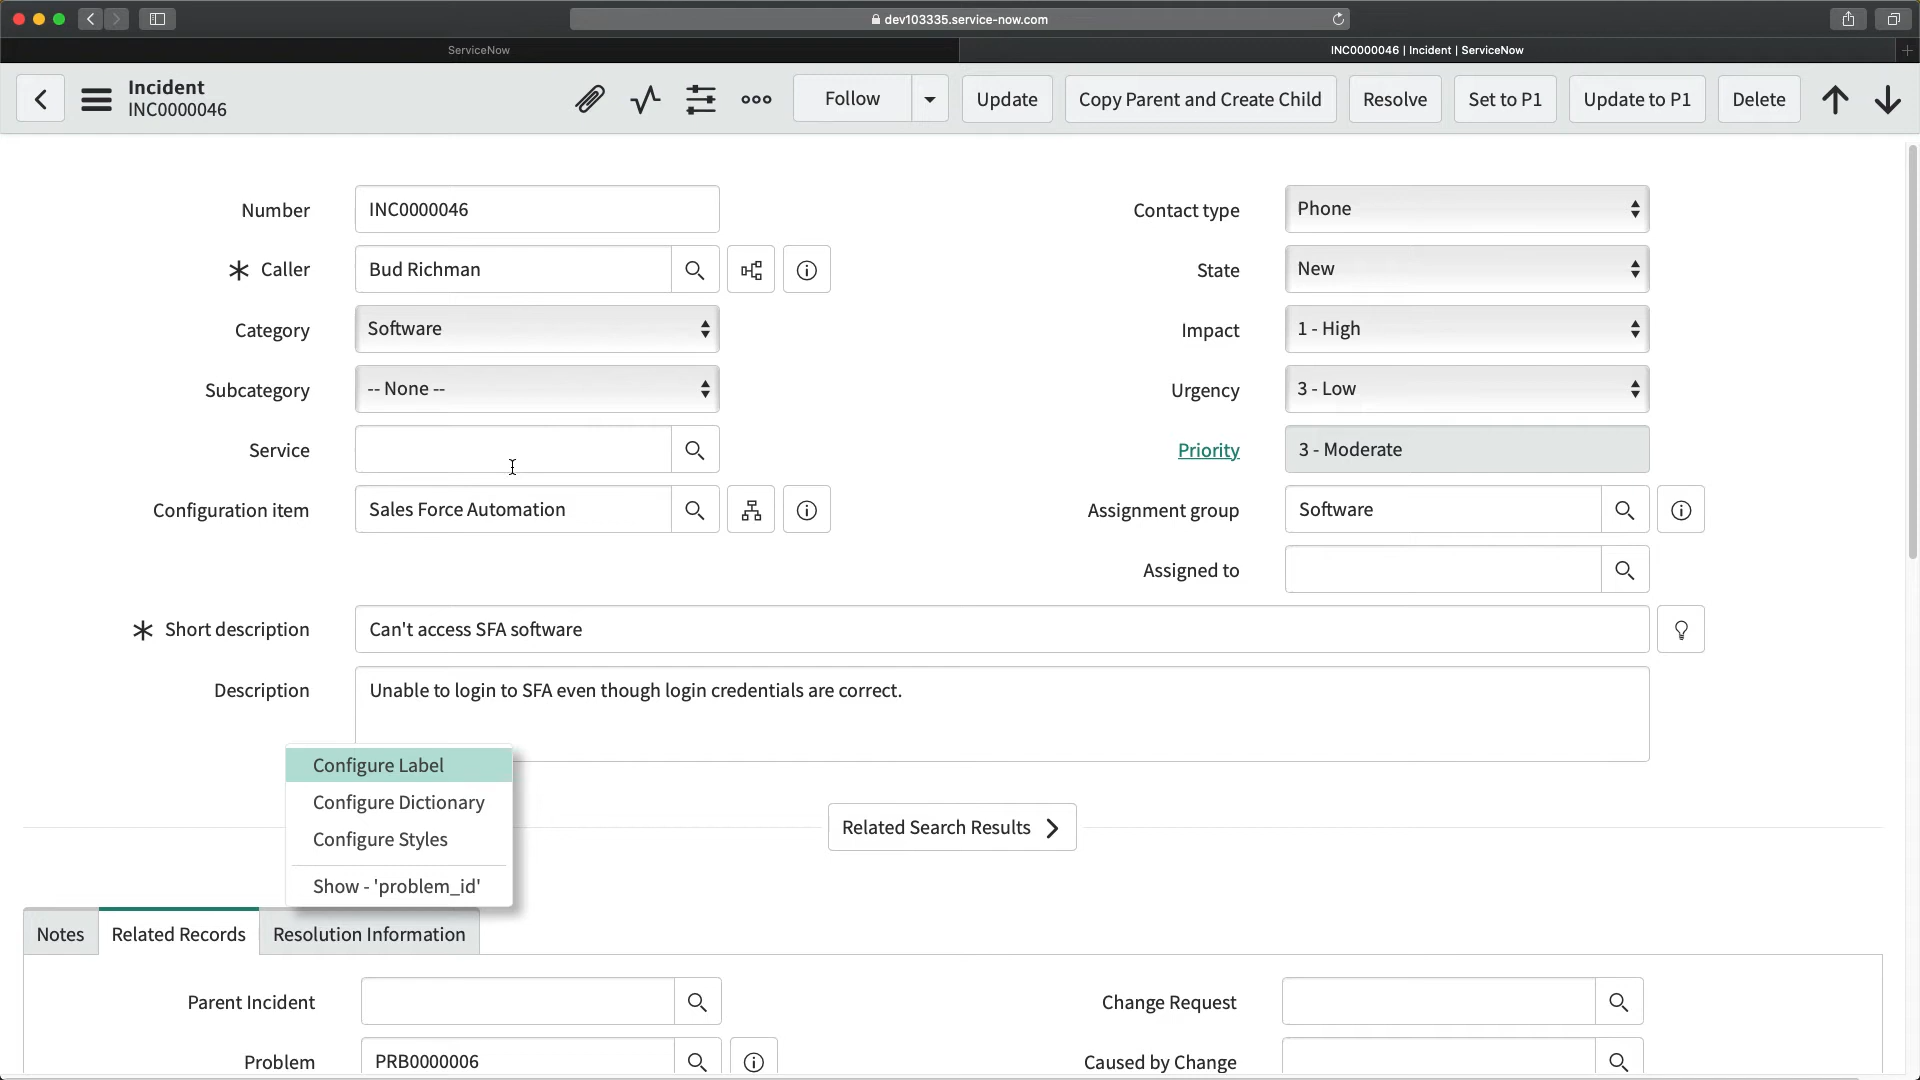 dev103335.service-now.com
ServiceNow
INC0000046 | Incident | ServiceNow
Incident
INC0000046
Follow
Update
Copy Parent and Create Child
Resolve
Set to P1
Update to P1
Delete
Number
INC0000046
Contact type
Phone
Caller
Bud Richman
State
New
Category
Software
Impact
1 - High
Subcategory
-- None --
Urgency
3 - Low
Service
Priority
3 - Moderate
Configuration item
Sales Force Automation
Assignment group
Software
Assigned to
Short description
Can't access SFA software
Description
Unable to login to SFA even though login credentials are correct.
Configure Label
Configure Dictionary
Configure Styles
Show - 'problem_id'
Related Search Results
Notes
Related Records
Resolution Information
Parent Incident
Change Request
Problem
PRB0000006
Caused by Change